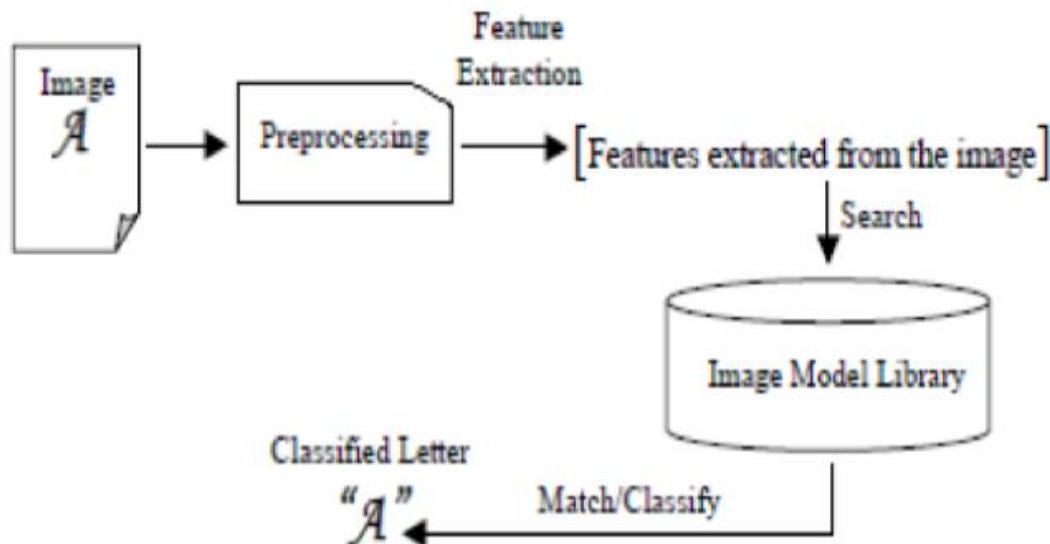 Image
A
Preprocessing
Feature
Extraction
[Features extracted from the image]
Search
Image Model Library
Match/Classify
Classified Letter
“A”